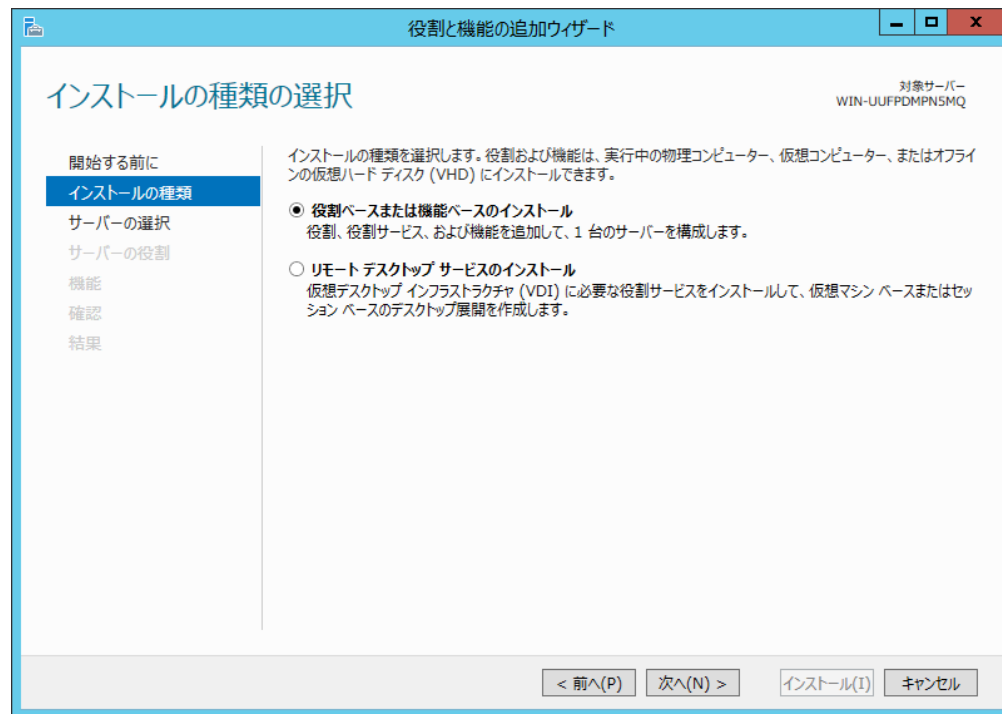 役割と機能の追加ウィザード
インストールの種類の選択
対象サーバー
WIN-UUFPDMPN5MQ
開始する前に
インストールの種類
サーバーの選択
サーバーの役割
機能
確認
結果
インストールの種類を選択します。役割および機能は、実行中の物理コンピューター、仮想コンピューター、またはオフライ
ンの仮想ハード ディスク (VHD) にインストールできます。
役割ベースまたは機能ベースのインストール
役割、役割サービス、および機能を追加して、1 台のサーバーを構成します。
リモート デスクトップ サービスのインストール
仮想デスクトップ インフラストラクチャ (VDI) に必要な役割サービスをインストールして、仮想マシン ベースまたはセッ
ション ベースのデスクトップ展開を作成します。
< 前へ(P)
次へ(N) >
インストール(I)
キャンセル